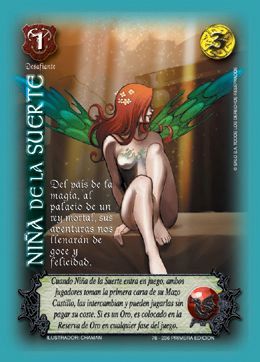 1
3
Desafiante
NIÑA DE LA SUERTE
Del país de la
magia, al
palacio de un
rey mortal, sus
aventuras nos
llenarán de
goce y
felicidad.
Cuando Niña de la Suerte entra en juego, ambos
jugadores toman la primera carta de su Mazo
Castillo, las intercambian y pueden jugarlas sin
pagar su coste. Si es un Oro, es colocado en la
Reserva de Oro en cualquier fase del juego.
ILUSTRADOR: CHAMAN
PRIMERA EDICION